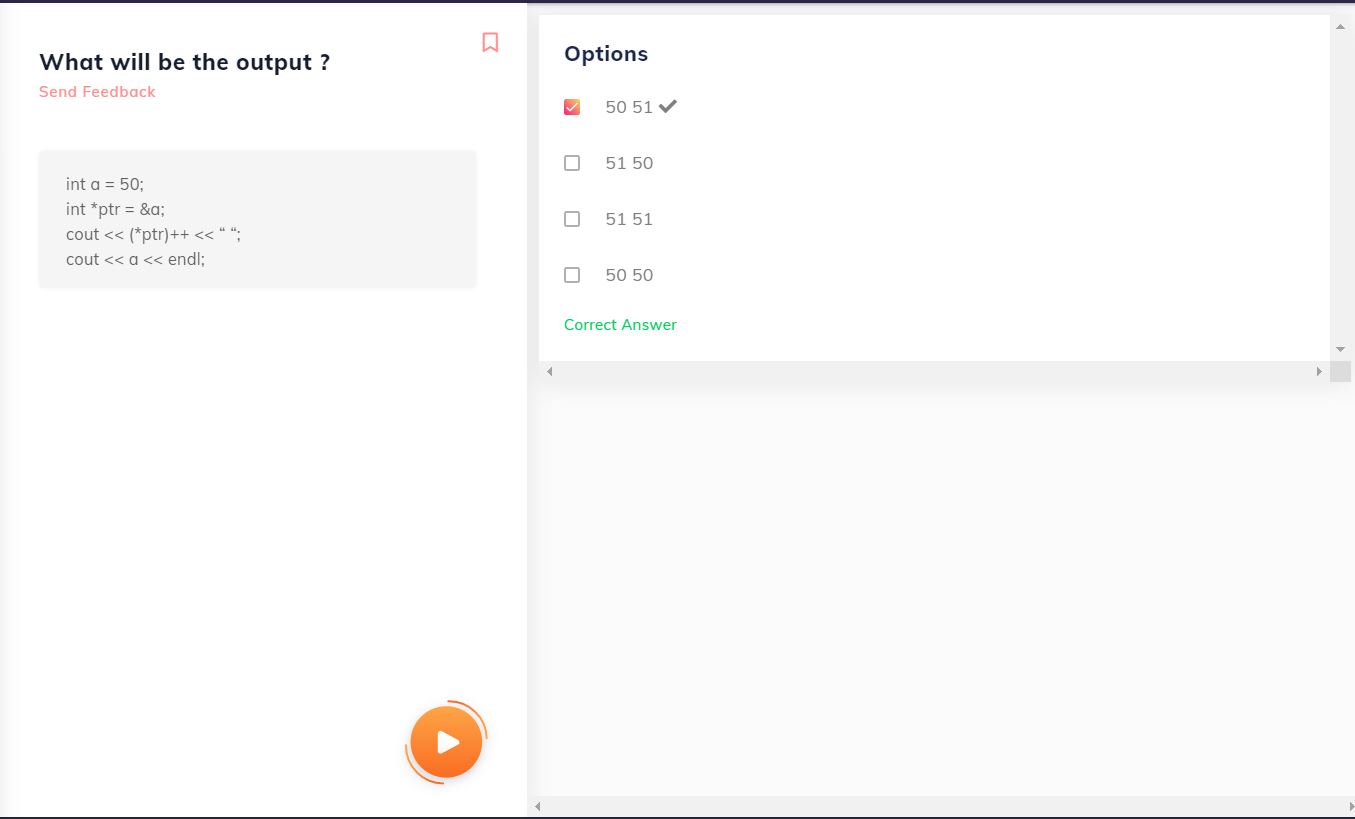 What will be the output ?
Send Feedback
int a = 50;
int *ptr = &a;
cout << (*ptr)++ << “ “;
cout << a << endl;
Options
50 51
51 50
51 51
50 50
Correct Answer